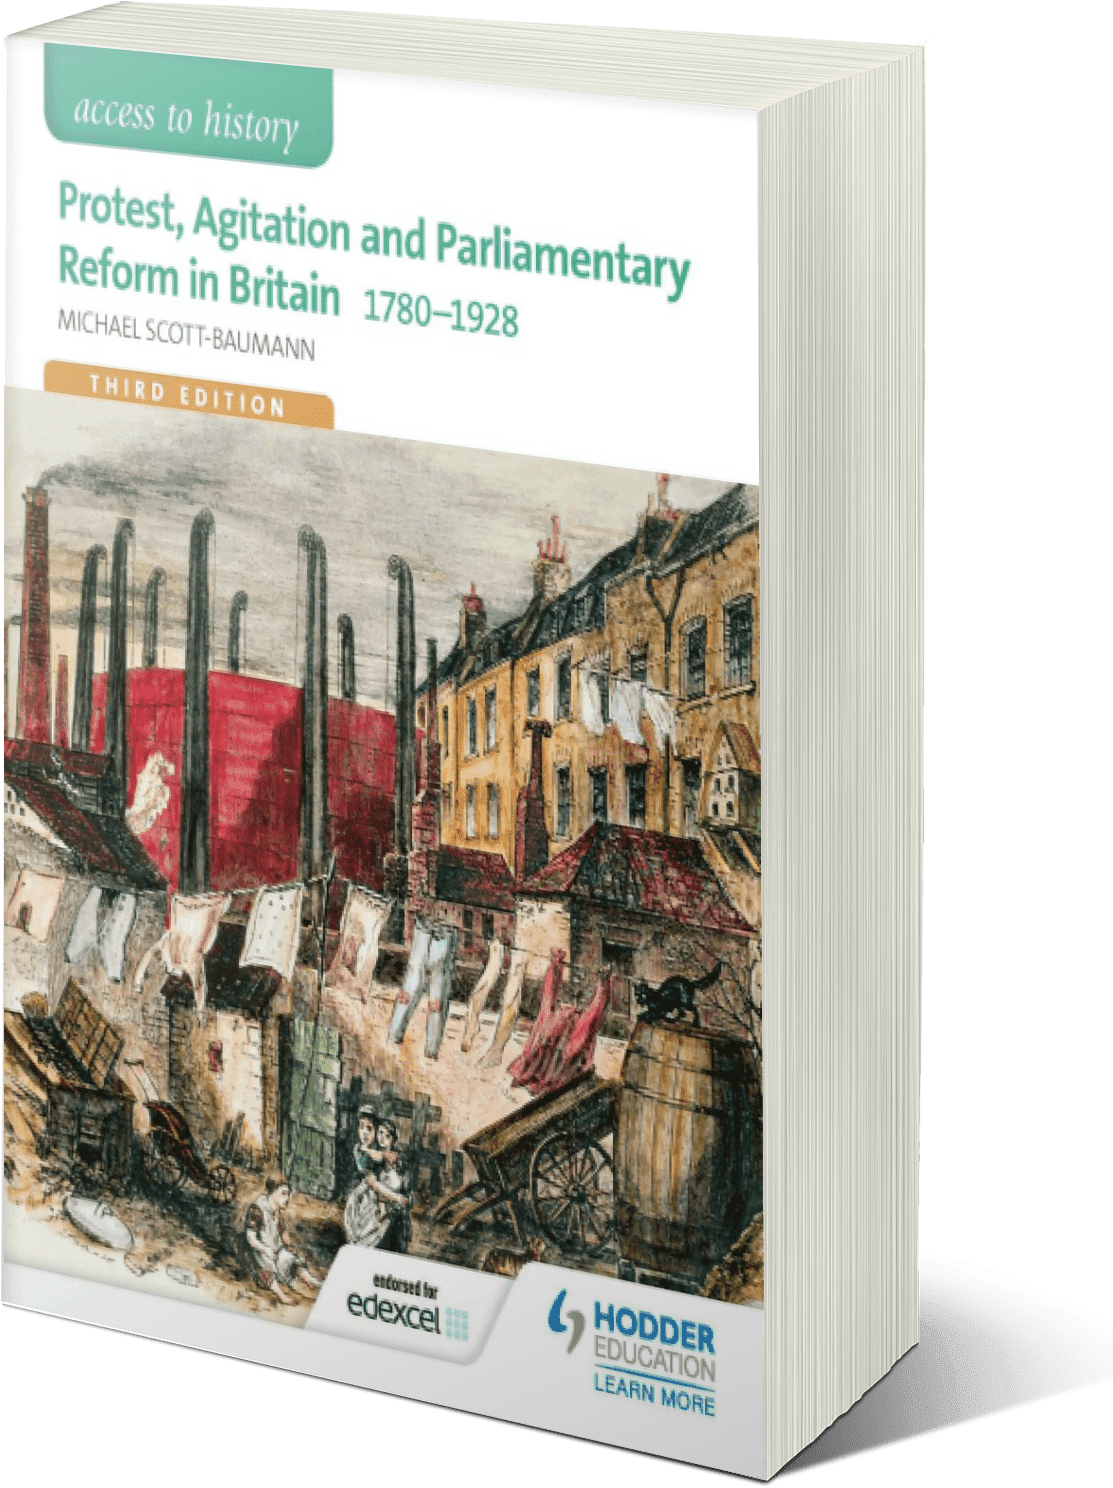 access to history
Protest, Agitation and Parliamentary
Reform in Britain 1780–1928
MICHAEL SCOTT-BAUMANN
THIRD EDITION
endorsed for
edexcel
HODDER
EDUCATION
LEARN MORE